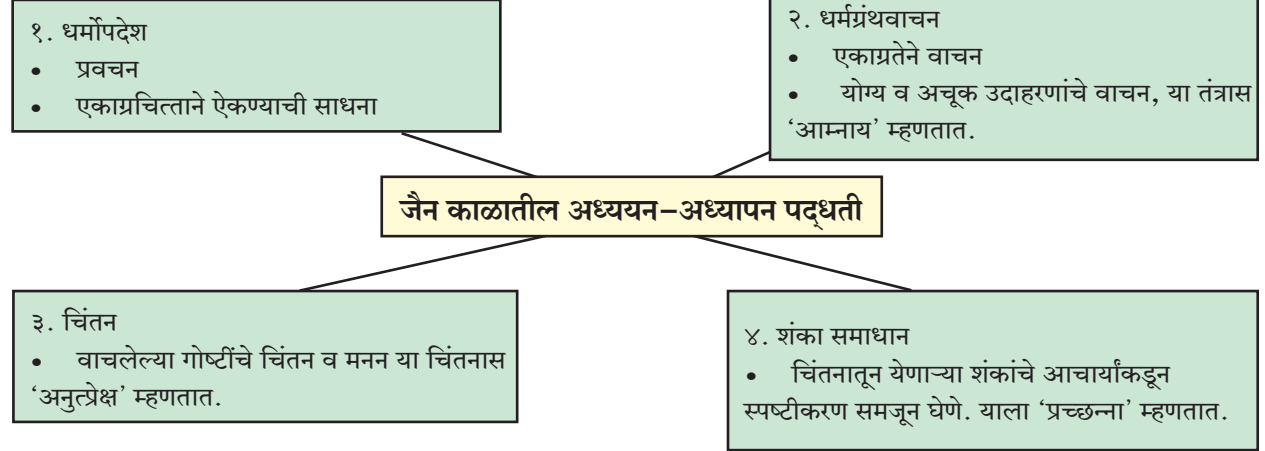 १. धर्मोपदेश
• प्रवचन
• एकाग्रचित्ताने ऐकण्याची साधना
२. धर्मग्रंथवाचन
• एकाग्रतेने वाचन
• योग्य व अचूक उदाहरणांचे वाचन, या तंत्रास
‘आम्नाय’ म्हणतात.
जैन काळातील अध्ययन–अध्यापन पद्धती
३. चिंतन
• वाचलेल्या गोष्टींचे चिंतन व मनन या चिंतनास
‘अनुत्प्रेक्ष’ म्हणतात.
४. शंका समाधान
• चिंतनातून येणाऱ्या शंकांचे आचार्यांकडून
स्पष्टीकरण समजून घेणे. याला ‘प्रच्छन्ना’ म्हणतात.